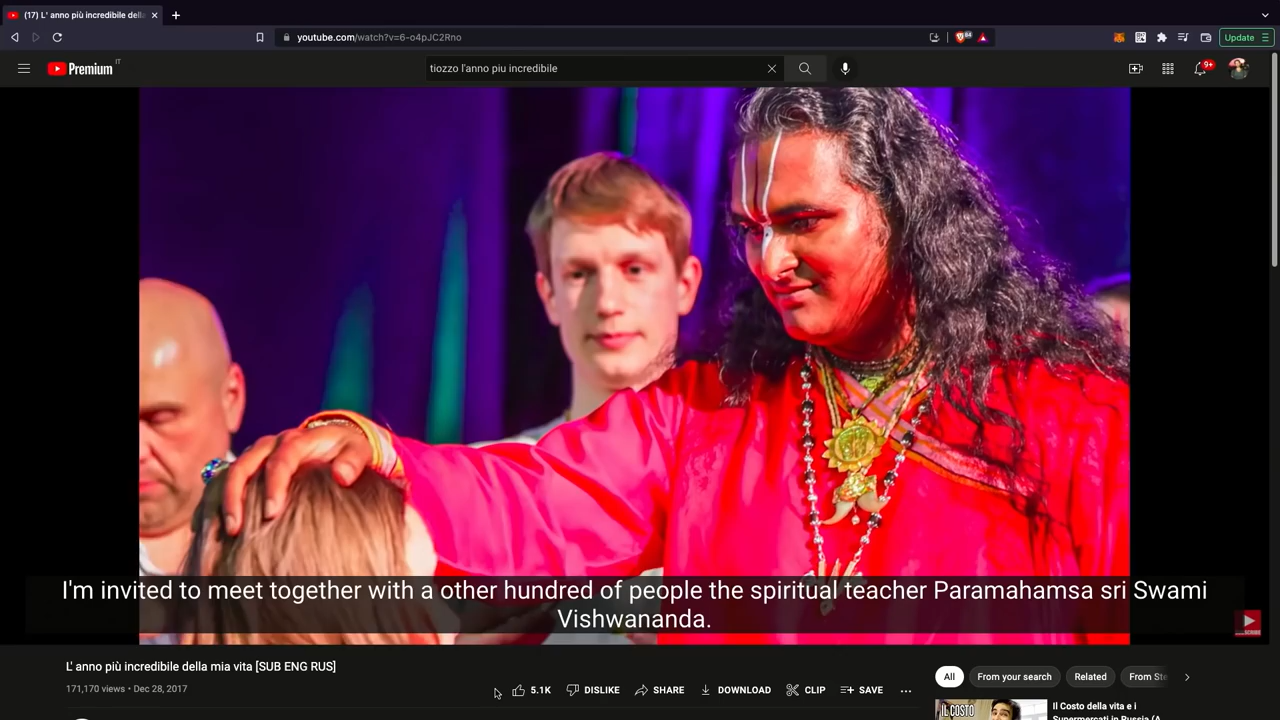 (17) L' anno più incredibile della
youtube.com/watch?v=6-o4pJC2Rno
84
Update
Premium IT
tiozzo l'anno piu incredibile
9+
I'm invited to meet together with a other hundred of people the spiritual teacher Paramahamsa sri Swami
Vishwananda.
L' anno più incredibile della mia vita [SUB ENG RUS]
171,170 views • Dec 28, 2017
5.1K
DISLIKE
SHARE
DOWNLOAD
CLIP
SAVE
All
From your search
Related
From Ste
IL COSTO
Il Costo della vita e i
Supermercati in Russia (A